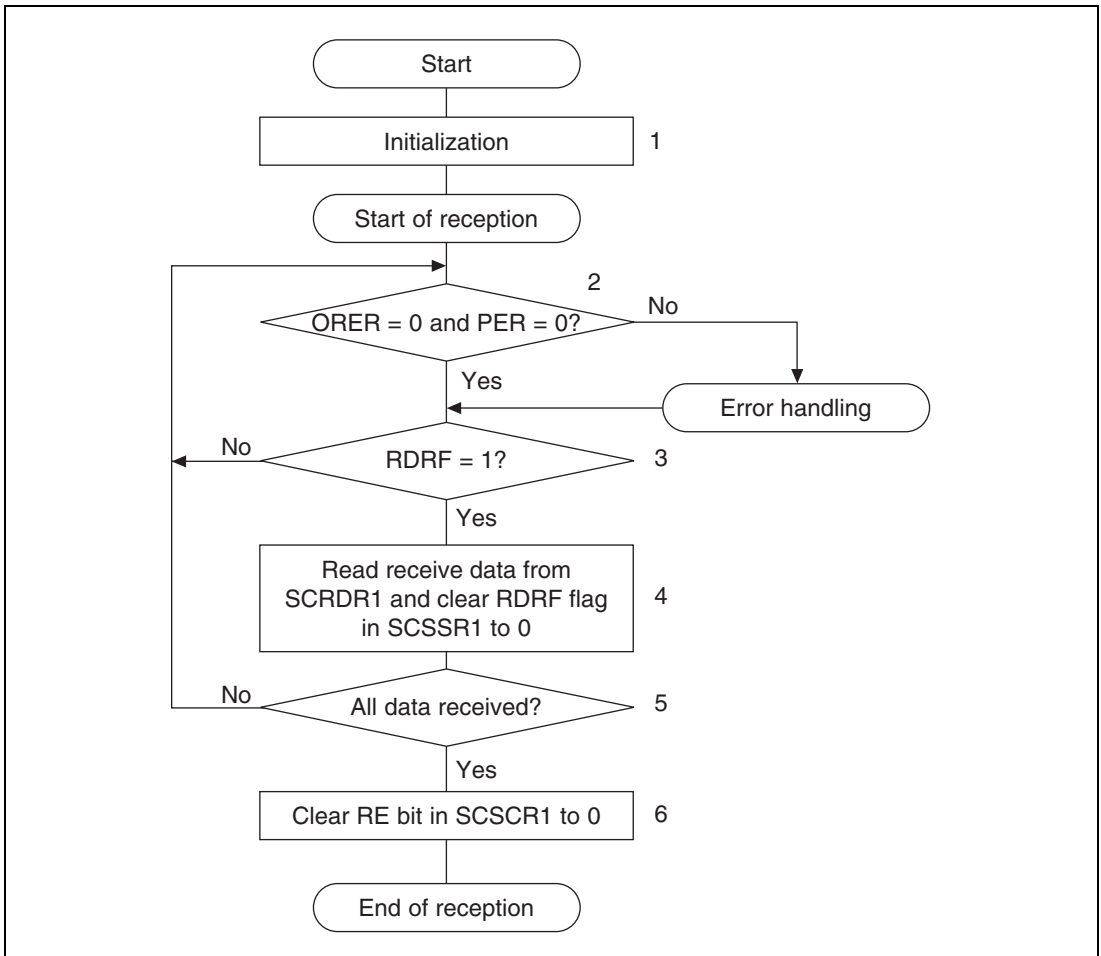 Start
Initialization
1
Start of reception
2
ORER = 0 and PER = 0?
No
Yes
Error handling
No
RDRF = 1?
3
Yes
Read receive data from
SCRDR1 and clear RDRF flag
in SCSSR1 to 0
4
No
All data received?
5
Yes
Clear RE bit in SCSCR1 to 0
6
End of reception